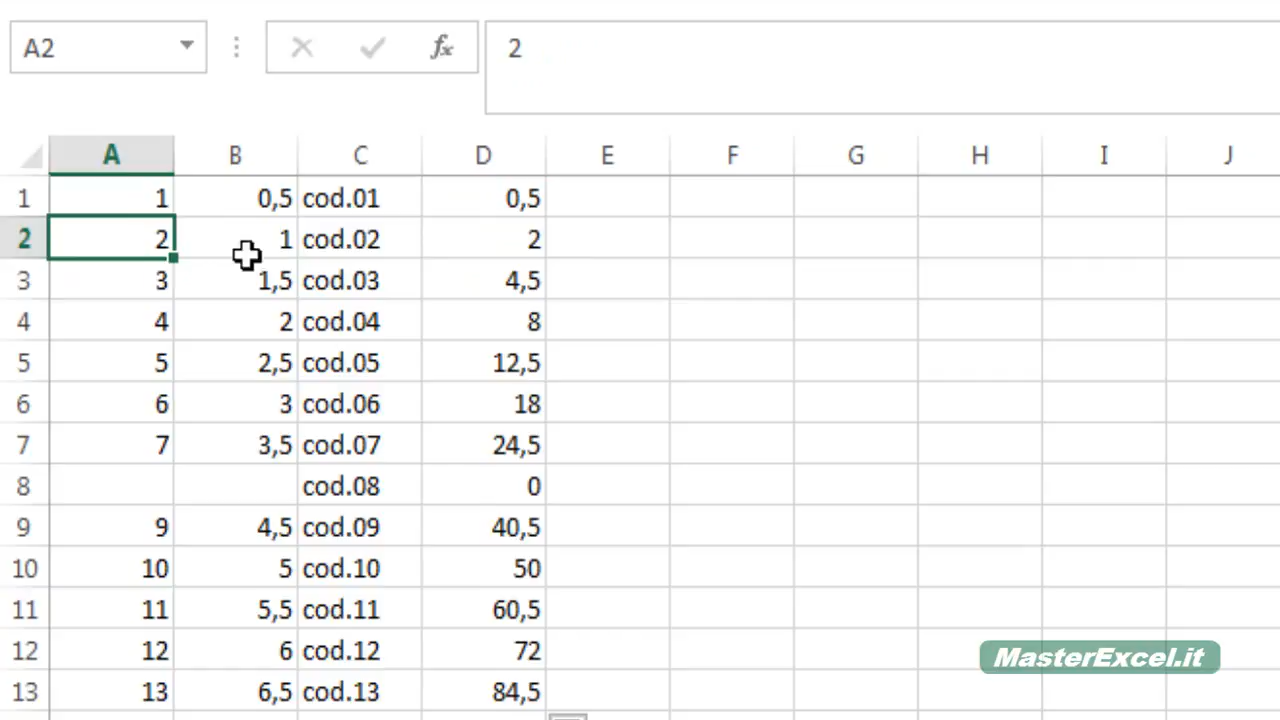 A2 fx 2
A B C D E F G H I J
1 1 0,5 cod.01 0,5
2 2 1 cod.02 2
3 3 1,5 cod.03 4,5
4 4 2 cod.04 8
5 5 2,5 cod.05 12,5
6 6 3 cod.06 18
7 7 3,5 cod.07 24,5
8 cod.08 0
9 9 4,5 cod.09 40,5
10 10 5 cod.10 50
11 11 5,5 cod.11 60,5
12 12 6 cod.12 72
MasterExcel.it
13 13 6,5 cod.13 84,5